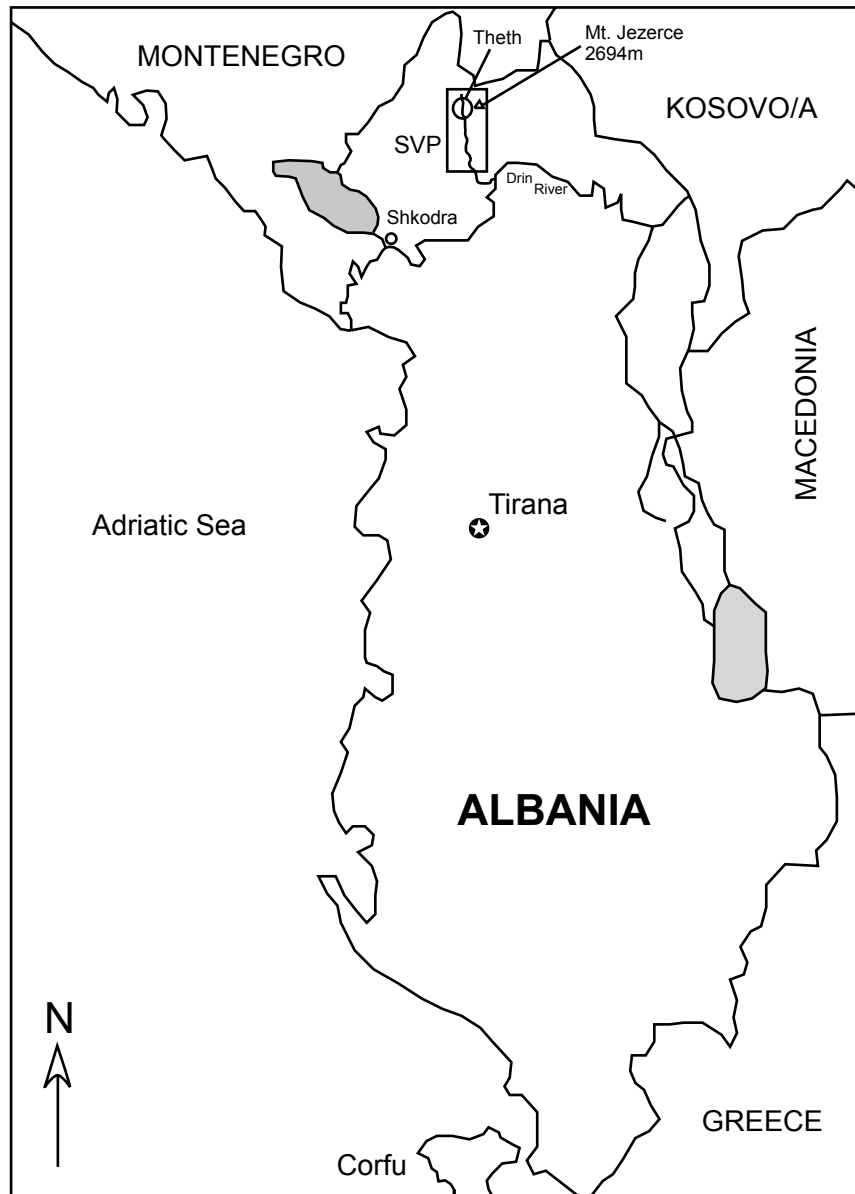 Theth
Mt. Jezerce
2694m
MONTENEGRO
KOSOVO/A
SVP
Drin
River
Shkodra
MACEDONIA
Tirana
Adriatic Sea
ALBANIA
N
GREECE
Corfu